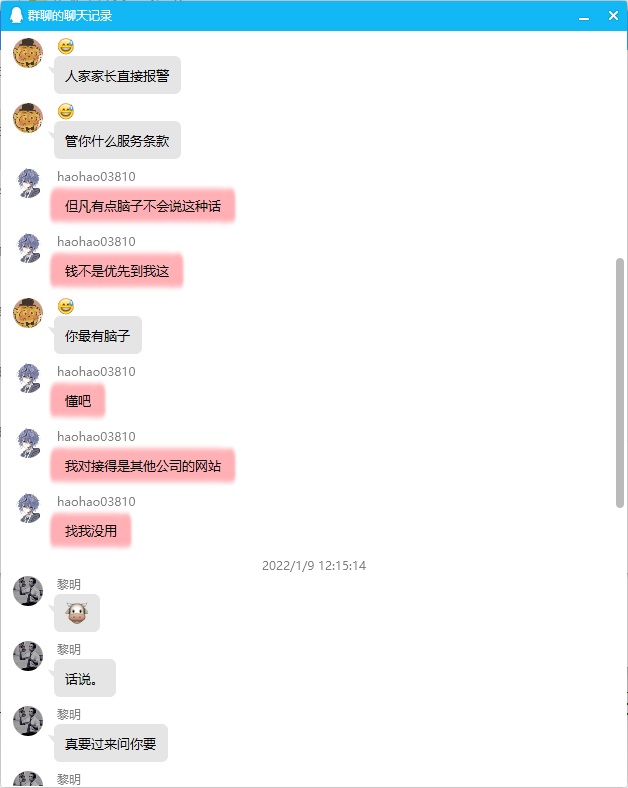 群聊的聊天记录
😅
人家家长直接报警
😅
管你什么服务条款
haohao03810
但凡有点脑子不会说这种话
haohao03810
钱不是优先到我这
😅
你最有脑子
haohao03810
懂吧
haohao03810
我对接得是其他公司的网站
haohao03810
找我没用
2022/1/9 12:15:14
黎明
黎明
话说。
黎明
真要过来问你要
黎明